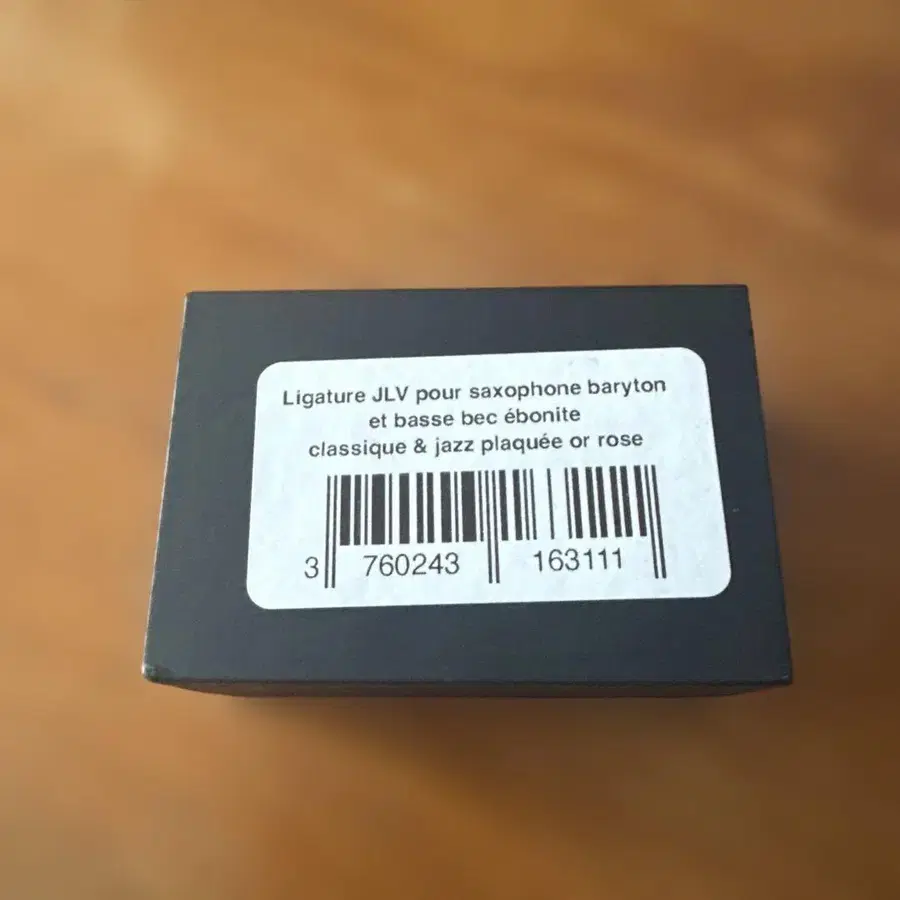 Ligature JLV pour saxophone baryton
et basse bec ébonite
classique & jazz plaquée or rose
3 760243 163111